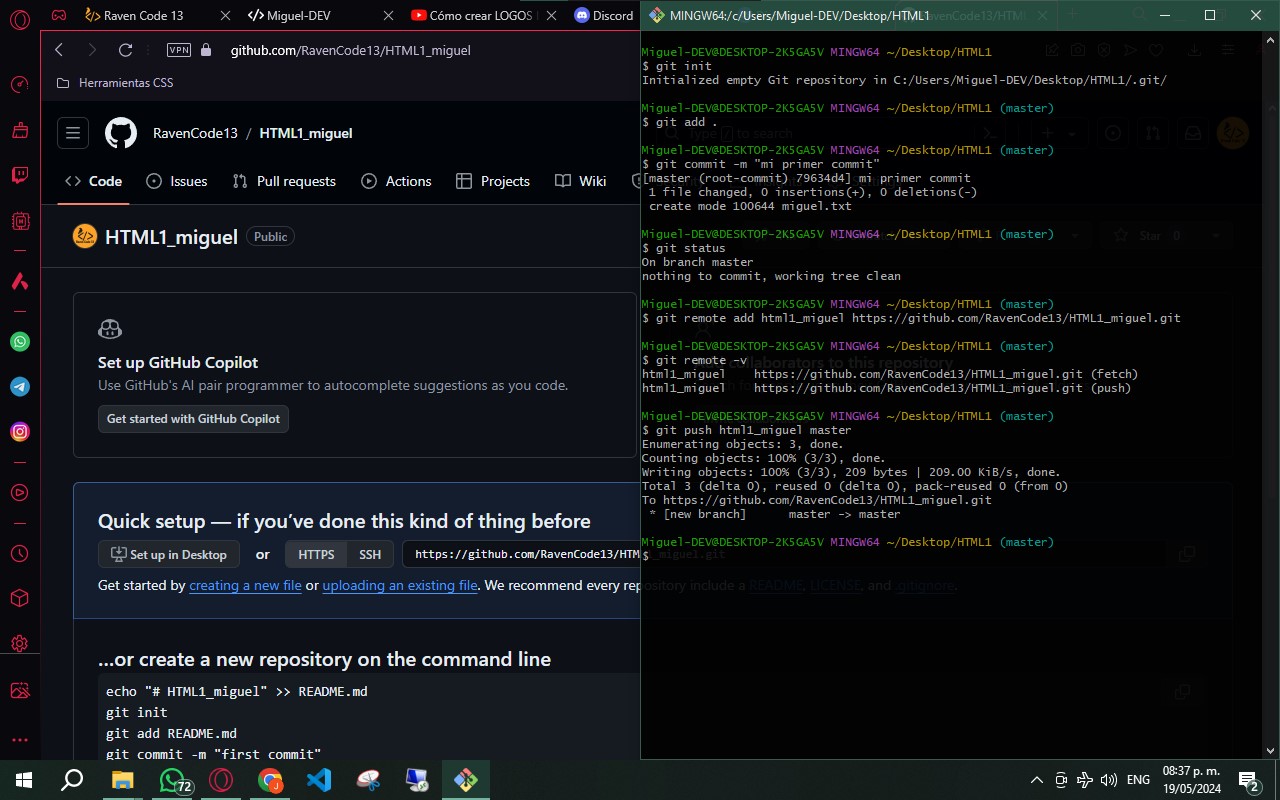 Raven Code 13
Miguel-DEV
Cómo crear LOGOS
Discord
MINGW64:/c/Users/Miguel-DEV/Desktop/HTML1
VPN
github.com/RavenCode13/HTML1_miguel
Herramientas CSS
RavenCode13 / HTML1_miguel
Type / to search
Code
Issues
Pull requests
Actions
Projects
Wiki
HTML1_miguel
Public
Star 0
Set up GitHub Copilot
Use GitHub's AI pair programmer to autocomplete suggestions as you code.
Get started with GitHub Copilot
collaborators to this repository
Quick setup — if you've done this kind of thing before
Set up in Desktop
or
HTTPS
SSH
https://github.com/RavenCode13/HTML1_miguel.git
Get started by creating a new file or uploading an existing file. We recommend every repository include a README, LICENSE, and .gitignore.
...or create a new repository on the command line
echo "# HTML1_miguel" >> README.md
git init
git add README.md
git commit -m "first commit"
Miguel-DEV@DESKTOP-2K5GA5V MINGW64 ~/Desktop/HTML1
$ git init
Initialized empty Git repository in C:/Users/Miguel-DEV/Desktop/HTML1/.git/
Miguel-DEV@DESKTOP-2K5GA5V MINGW64 ~/Desktop/HTML1 (master)
$ git add .
Miguel-DEV@DESKTOP-2K5GA5V MINGW64 ~/Desktop/HTML1 (master)
$ git commit -m "mi primer commit"
[master (root-commit) 79634d4] mi primer commit
1 file changed, 0 insertions(+), 0 deletions(-)
create mode 100644 miguel.txt
Miguel-DEV@DESKTOP-2K5GA5V MINGW64 ~/Desktop/HTML1 (master)
$ git status
On branch master
nothing to commit, working tree clean
Miguel-DEV@DESKTOP-2K5GA5V MINGW64 ~/Desktop/HTML1 (master)
$ git remote add html1_miguel https://github.com/RavenCode13/HTML1_miguel.git
Miguel-DEV@DESKTOP-2K5GA5V MINGW64 ~/Desktop/HTML1 (master)
$ git remote -v
html1_miguel https://github.com/RavenCode13/HTML1_miguel.git (fetch)
html1_miguel https://github.com/RavenCode13/HTML1_miguel.git (push)
Miguel-DEV@DESKTOP-2K5GA5V MINGW64 ~/Desktop/HTML1 (master)
$ git push html1_miguel master
Enumerating objects: 3, done.
Counting objects: 100% (3/3), done.
Writing objects: 100% (3/3), 209 bytes | 209.00 KiB/s, done.
Total 3 (delta 0), reused 0 (delta 0), pack-reused 0 (from 0)
To https://github.com/RavenCode13/HTML1_miguel.git
* [new branch] master -> master
Miguel-DEV@DESKTOP-2K5GA5V MINGW64 ~/Desktop/HTML1 (master)
$
72
ENG
08:37 p. m.
19/05/2024
2